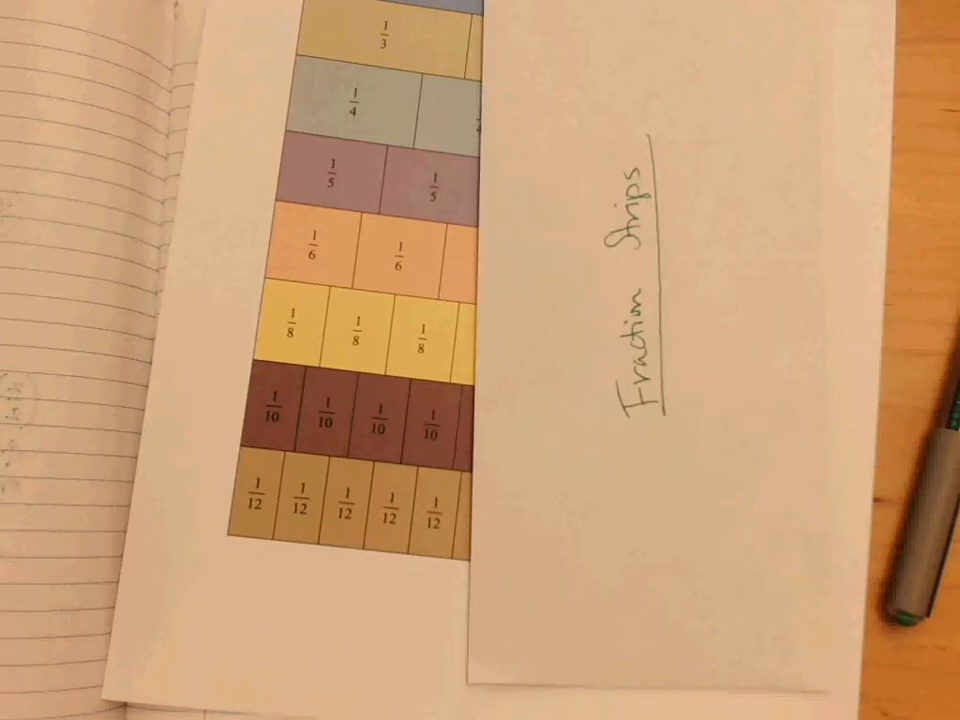 1/3
1/4
1/5 1/5
1/6 1/6
1/8 1/8 1/8
1/10 1/10 1/10 1/10
1/12 1/12 1/12 1/12 1/12
Fraction Strips